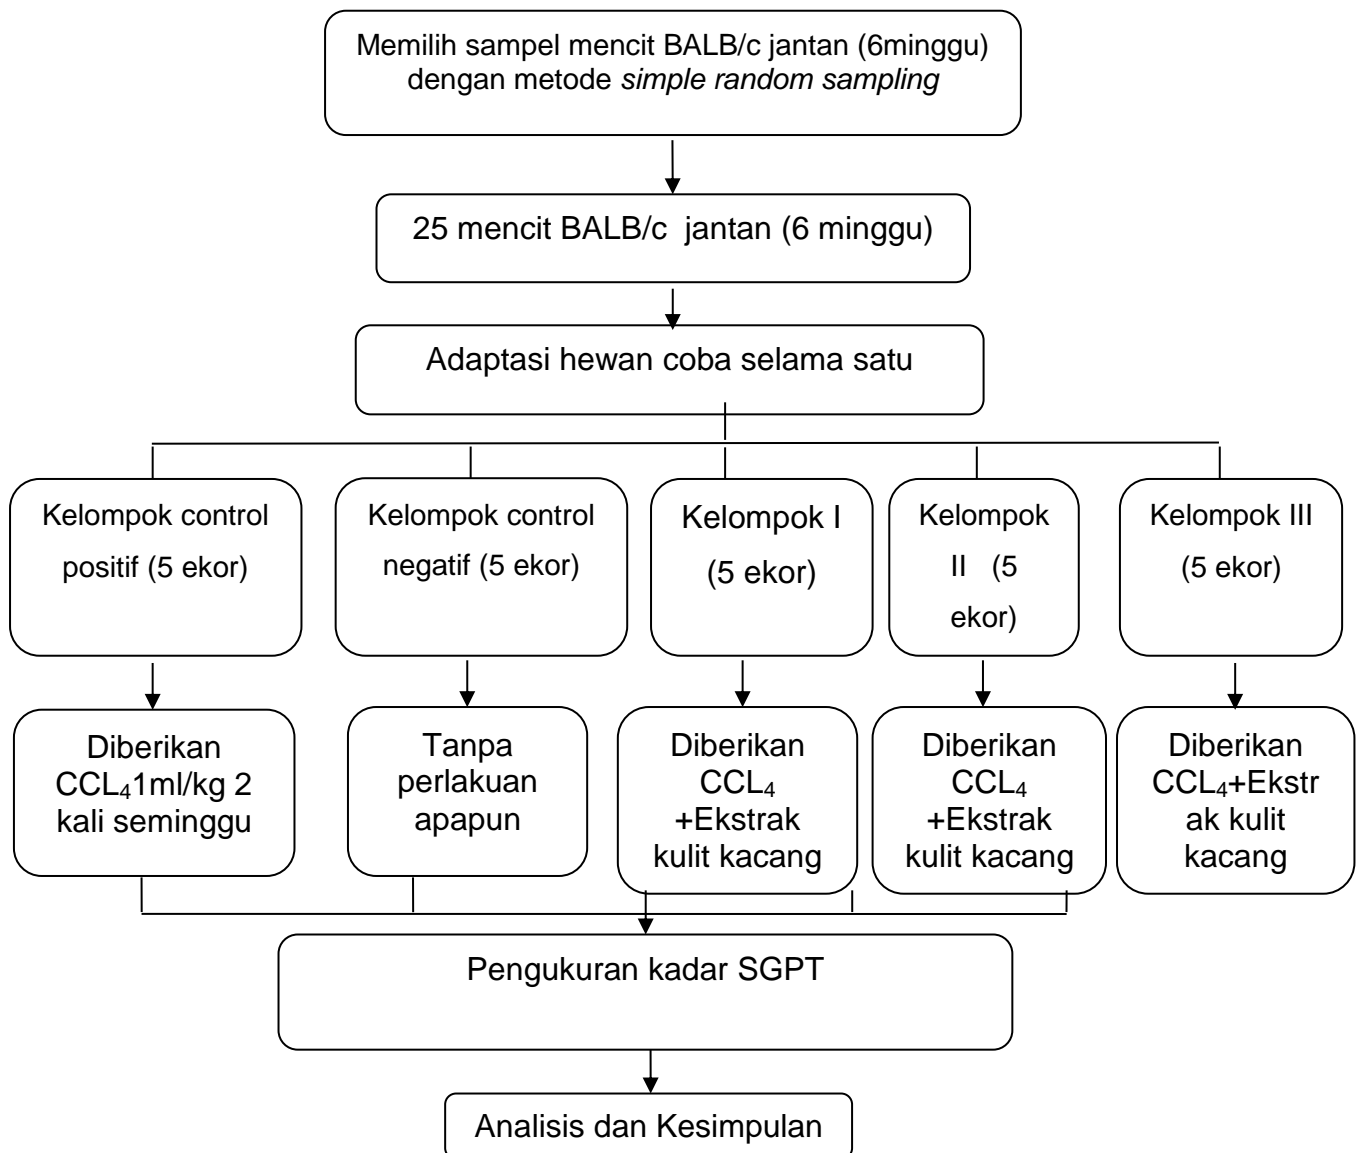 Memilih sampel mencit BALB/c jantan (6minggu)
dengan metode simple random sampling
25 mencit BALB/c jantan (6 minggu)
Adaptasi hewan coba selama satu
Kelompok control
positif (5 ekor)
Kelompok control
negatif (5 ekor)
Kelompok I
(5 ekor)
Kelompok
II (5
ekor)
Kelompok III
(5 ekor)
Diberikan
CCL₄1ml/kg 2
kali seminggu
Tanpa
perlakuan
apapun
Diberikan
CCL₄
+Ekstrak
kulit kacang
Diberikan
CCL₄
+Ekstrak
kulit kacang
Diberikan
CCL₄+Ekstr
ak kulit
kacang
Pengukuran kadar SGPT
Analisis dan Kesimpulan